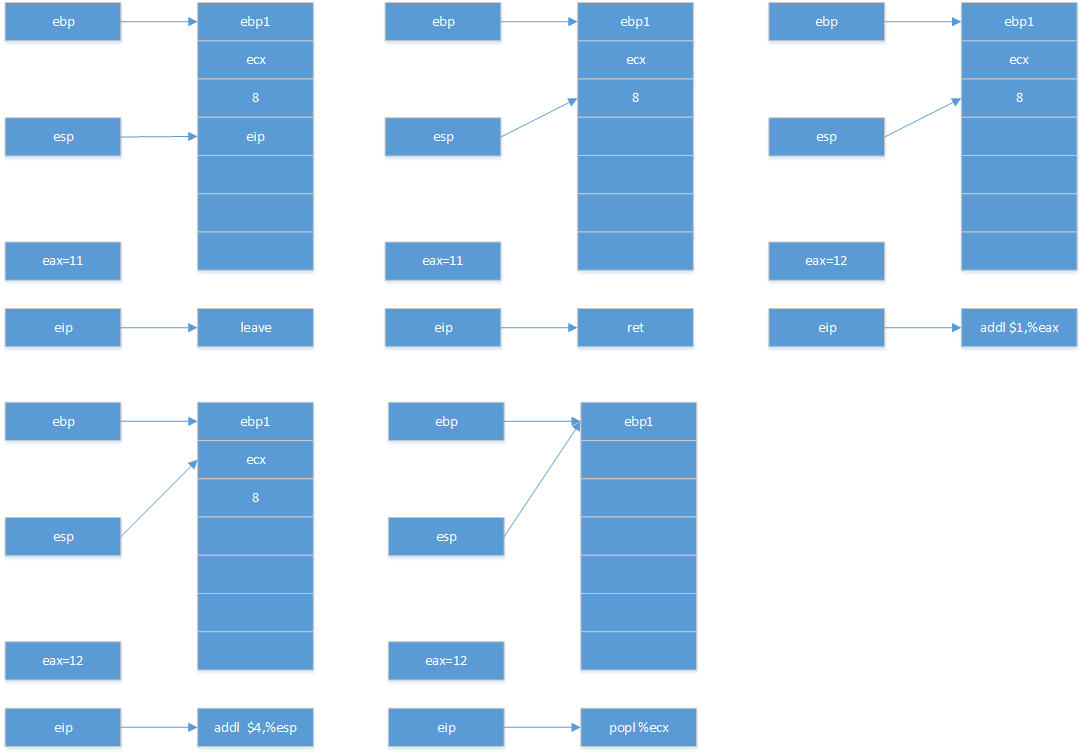 ebp
ebp1
ecx
8
esp
eip
eax=11
eip
leave
ebp
ebp1
ecx
8
esp
eax=11
eip
ret
ebp
ebp1
ecx
8
esp
eax=12
eip
addl $1,%eax
ebp
ebp1
ecx
8
esp
eax=12
eip
addl  $4,%esp
ebp
ebp1
esp
eax=12
eip
popl %ecx